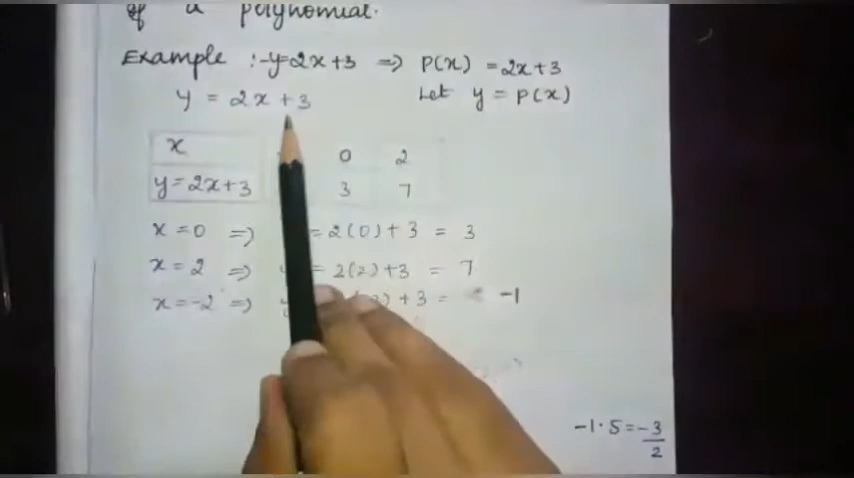 of a polynomial.
Example :- y=2x+3 => P(x) = 2x+3
y = 2x+3 Let y = P(x)
x 0 2
y=2x+3 3 7
x=0 => = 2(0)+3 = 3
x=2 => = 2(2)+3 = 7
x=-2 => +3 = -1
-1.5 = -3/2